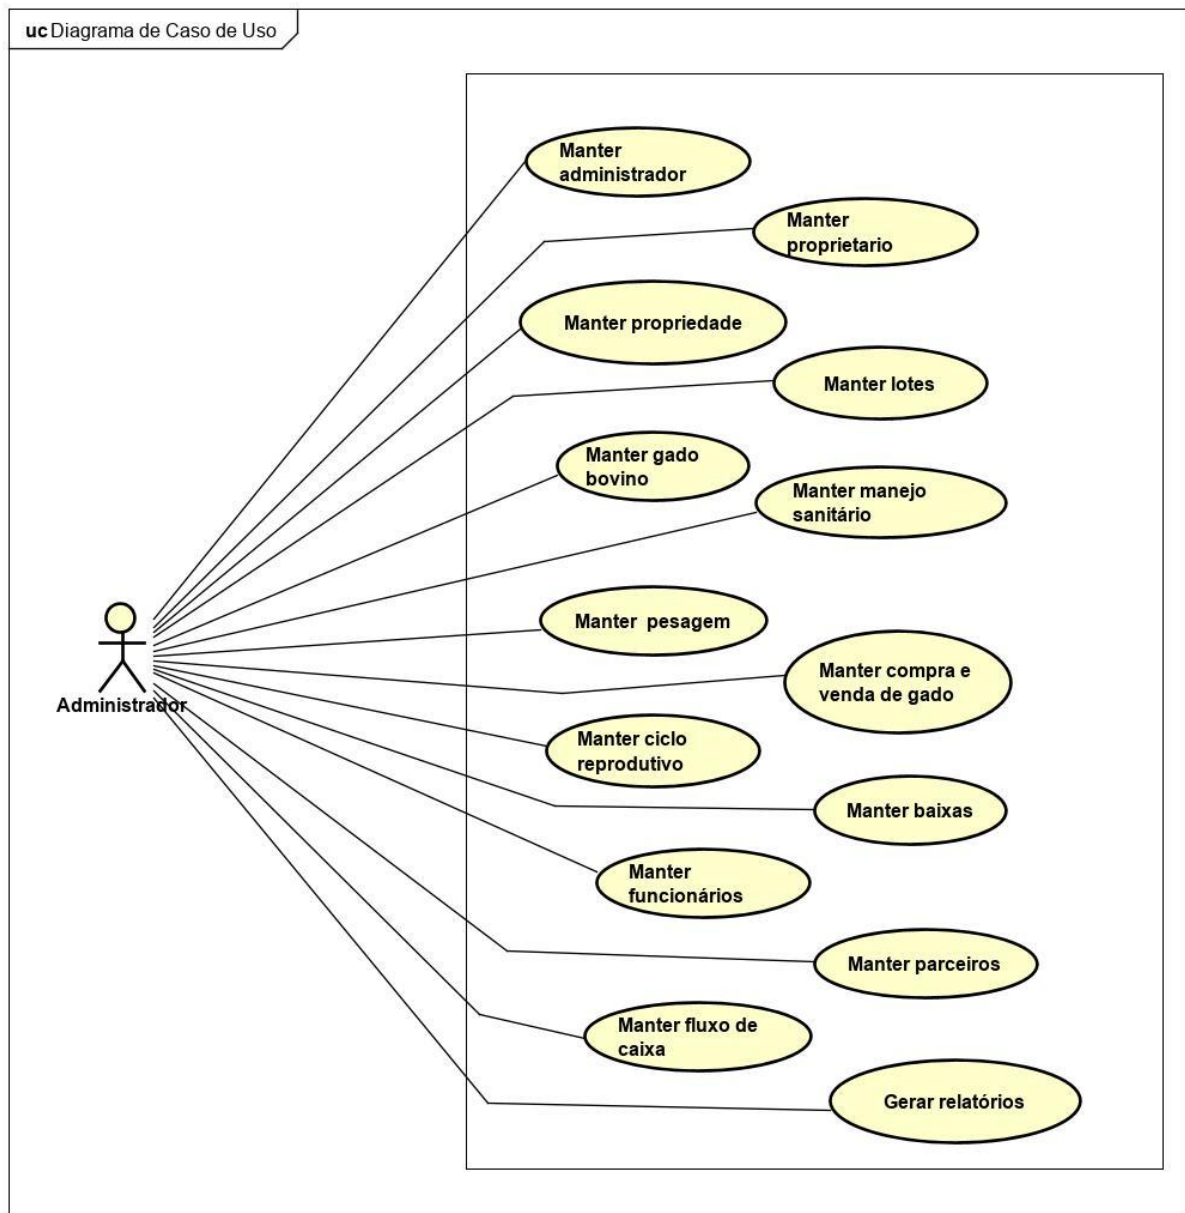 uc Diagrama de Caso de Uso
Manter
administrador
Manter
proprietario
Manter propriedade
Manter lotes
Manter gado
bovino
Manter manejo
sanitário
Manter  pesagem
Manter compra e
venda de gado
Administrador
Manter ciclo
reprodutivo
Manter baixas
Manter
funcionários
Manter parceiros
Manter fluxo de
caixa
Gerar relatórios